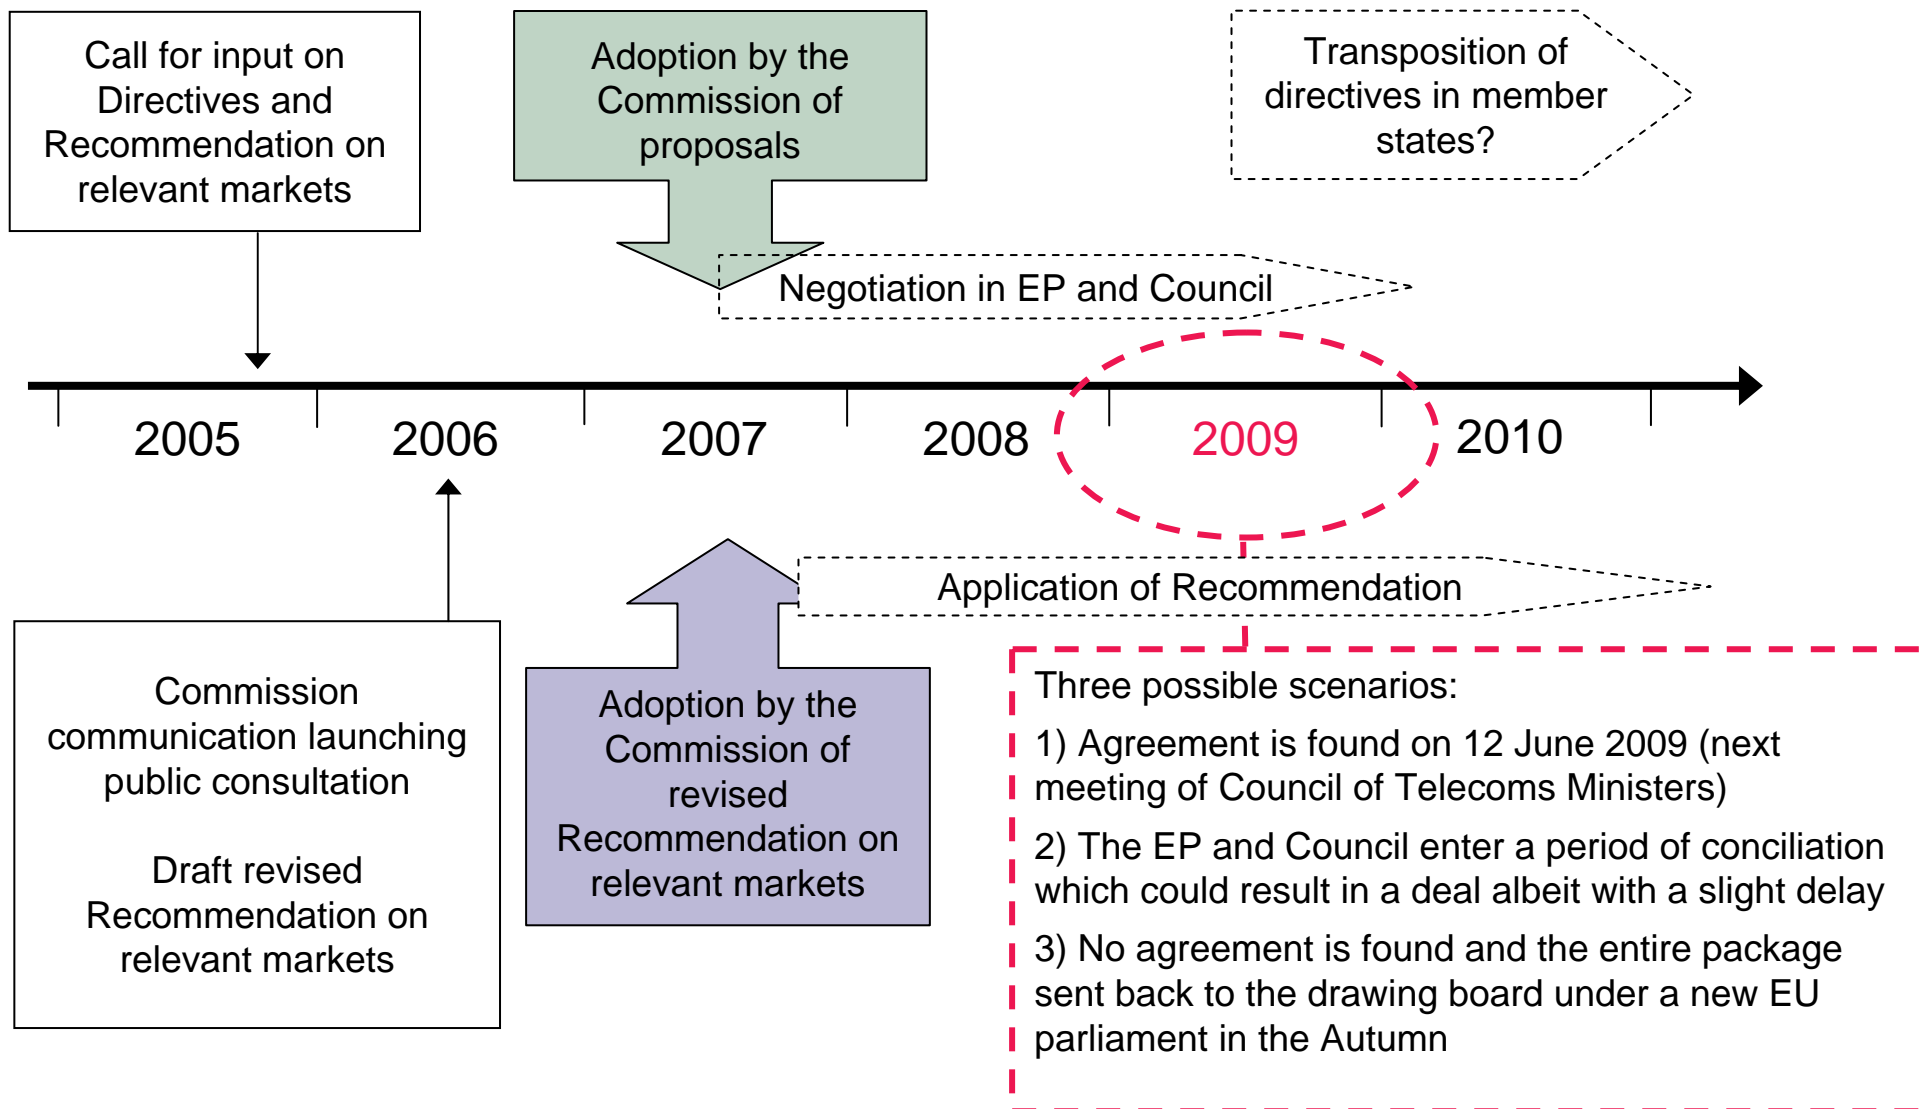 Call for input on
Directives and
Recommendation on
relevant markets
Adoption by the
Commission of
proposals
Transposition of
directives in member
states?
Negotiation in EP and Council
2005
2006
2007
2008
2009
2010
Application of Recommendation
Commission
communication launching
public consultation
Draft revised
Recommendation on
relevant markets
Adoption by the
Commission of
revised
Recommendation on
relevant markets
Three possible scenarios:
1) Agreement is found on 12 June 2009 (next
meeting of Council of Telecoms Ministers)
2) The EP and Council enter a period of conciliation
which could result in a deal albeit with a slight delay
3) No agreement is found and the entire package
sent back to the drawing board under a new EU
parliament in the Autumn